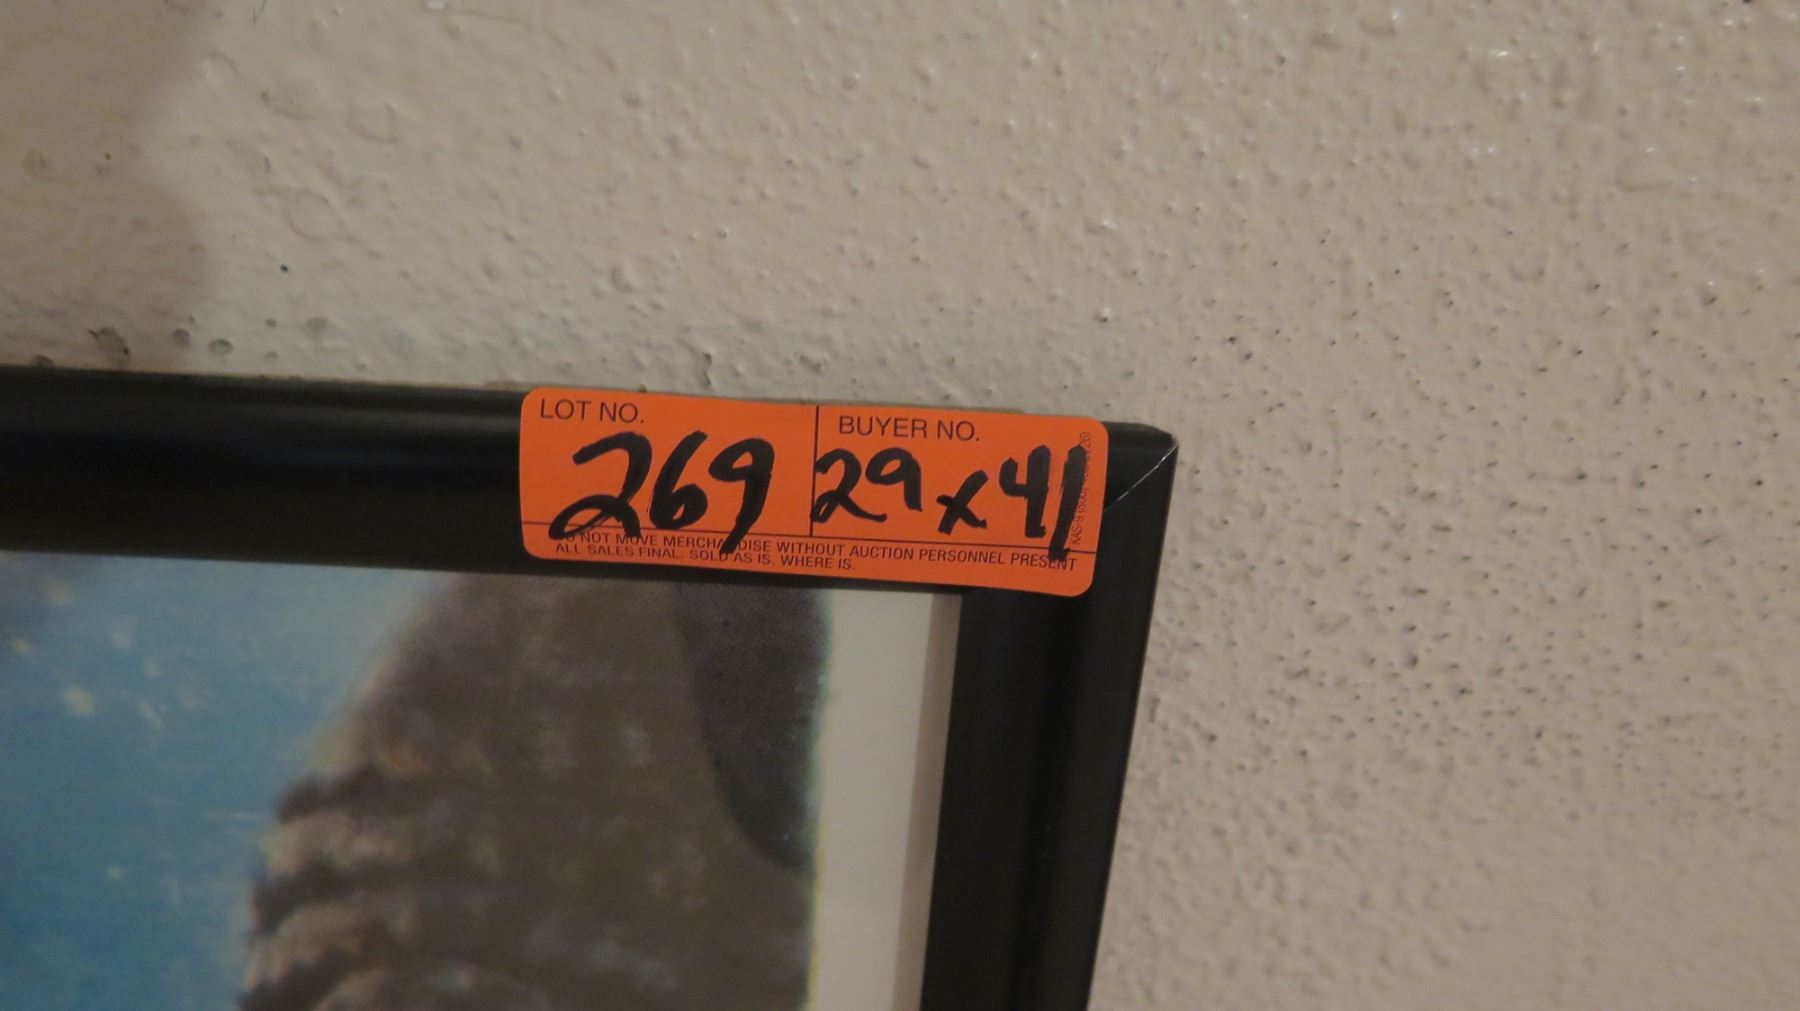 LOT NO. BUYER NO.
269 29x41
DO NOT MOVE MERCHANDISE WITHOUT AUCTION PERSONNEL PRESENT
ALL SALES FINAL. SOLD AS IS, WHERE IS.